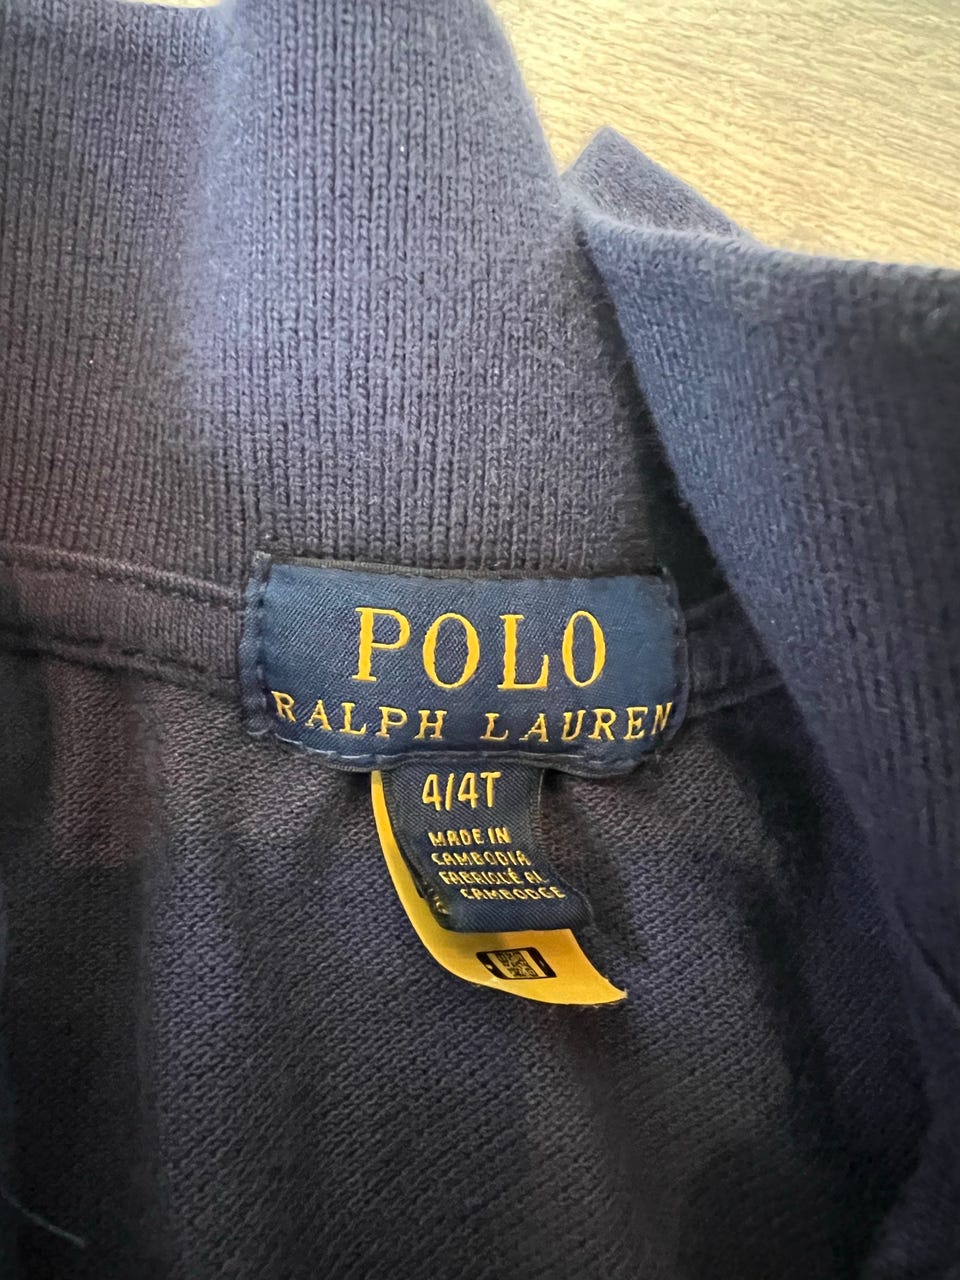 POLO
RALPH LAUREN
4/4T
MADE IN
CAMBODIA
FABRIQUÉ AU
CAMBODGE